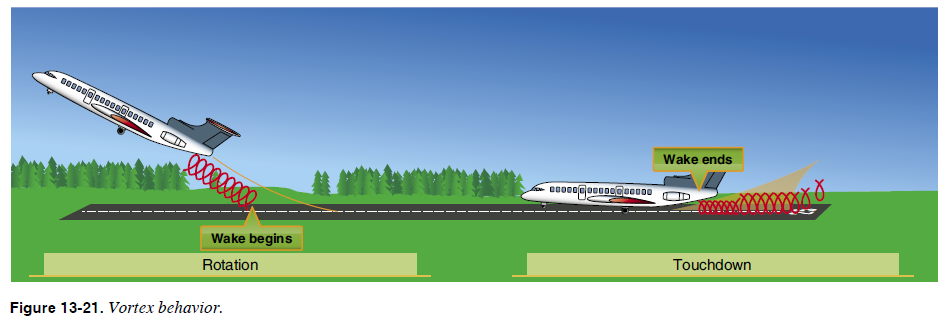 Wake ends
Wake begins
Rotation
Touchdown
Figure 13-21. Vortex behavior.